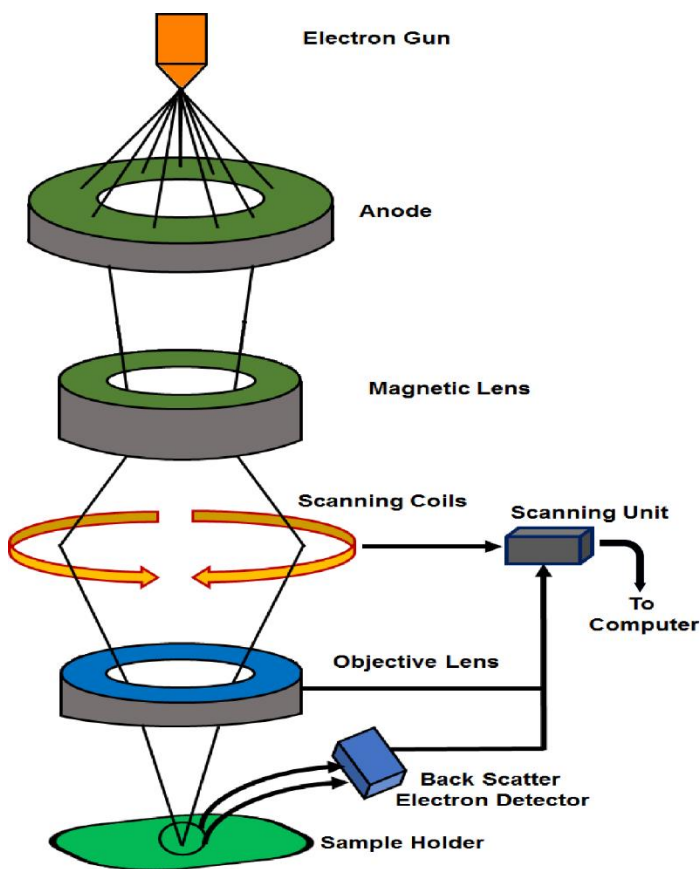 Electron Gun
Anode
Magnetic Lens
Scanning Coils
Scanning Unit
To
Computer
Objective Lens
Back Scatter
Electron Detector
Sample Holder